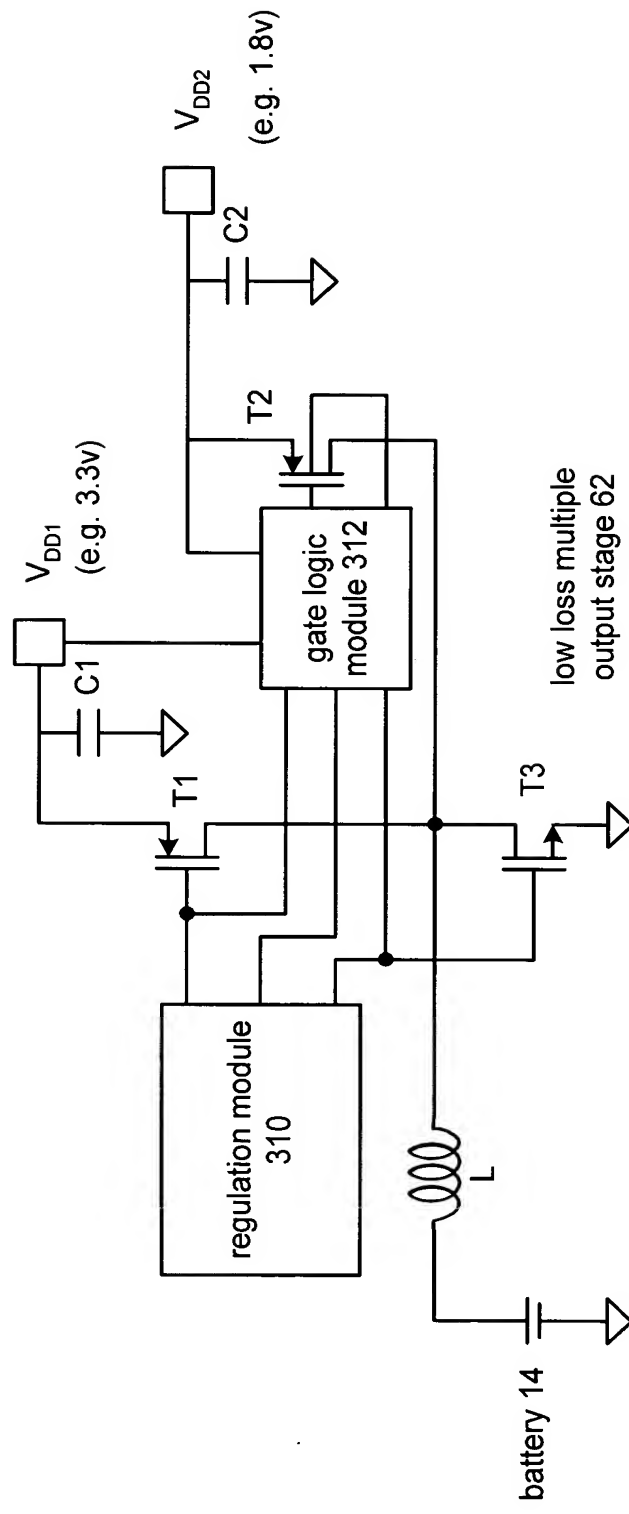 V_DD1
(e.g. 3.3v)
V_DD2
(e.g. 1.8v)
C1
C2
T1
T2
T3
regulation module
310
gate logic
module 312
L
battery 14
low loss multiple
output stage 62